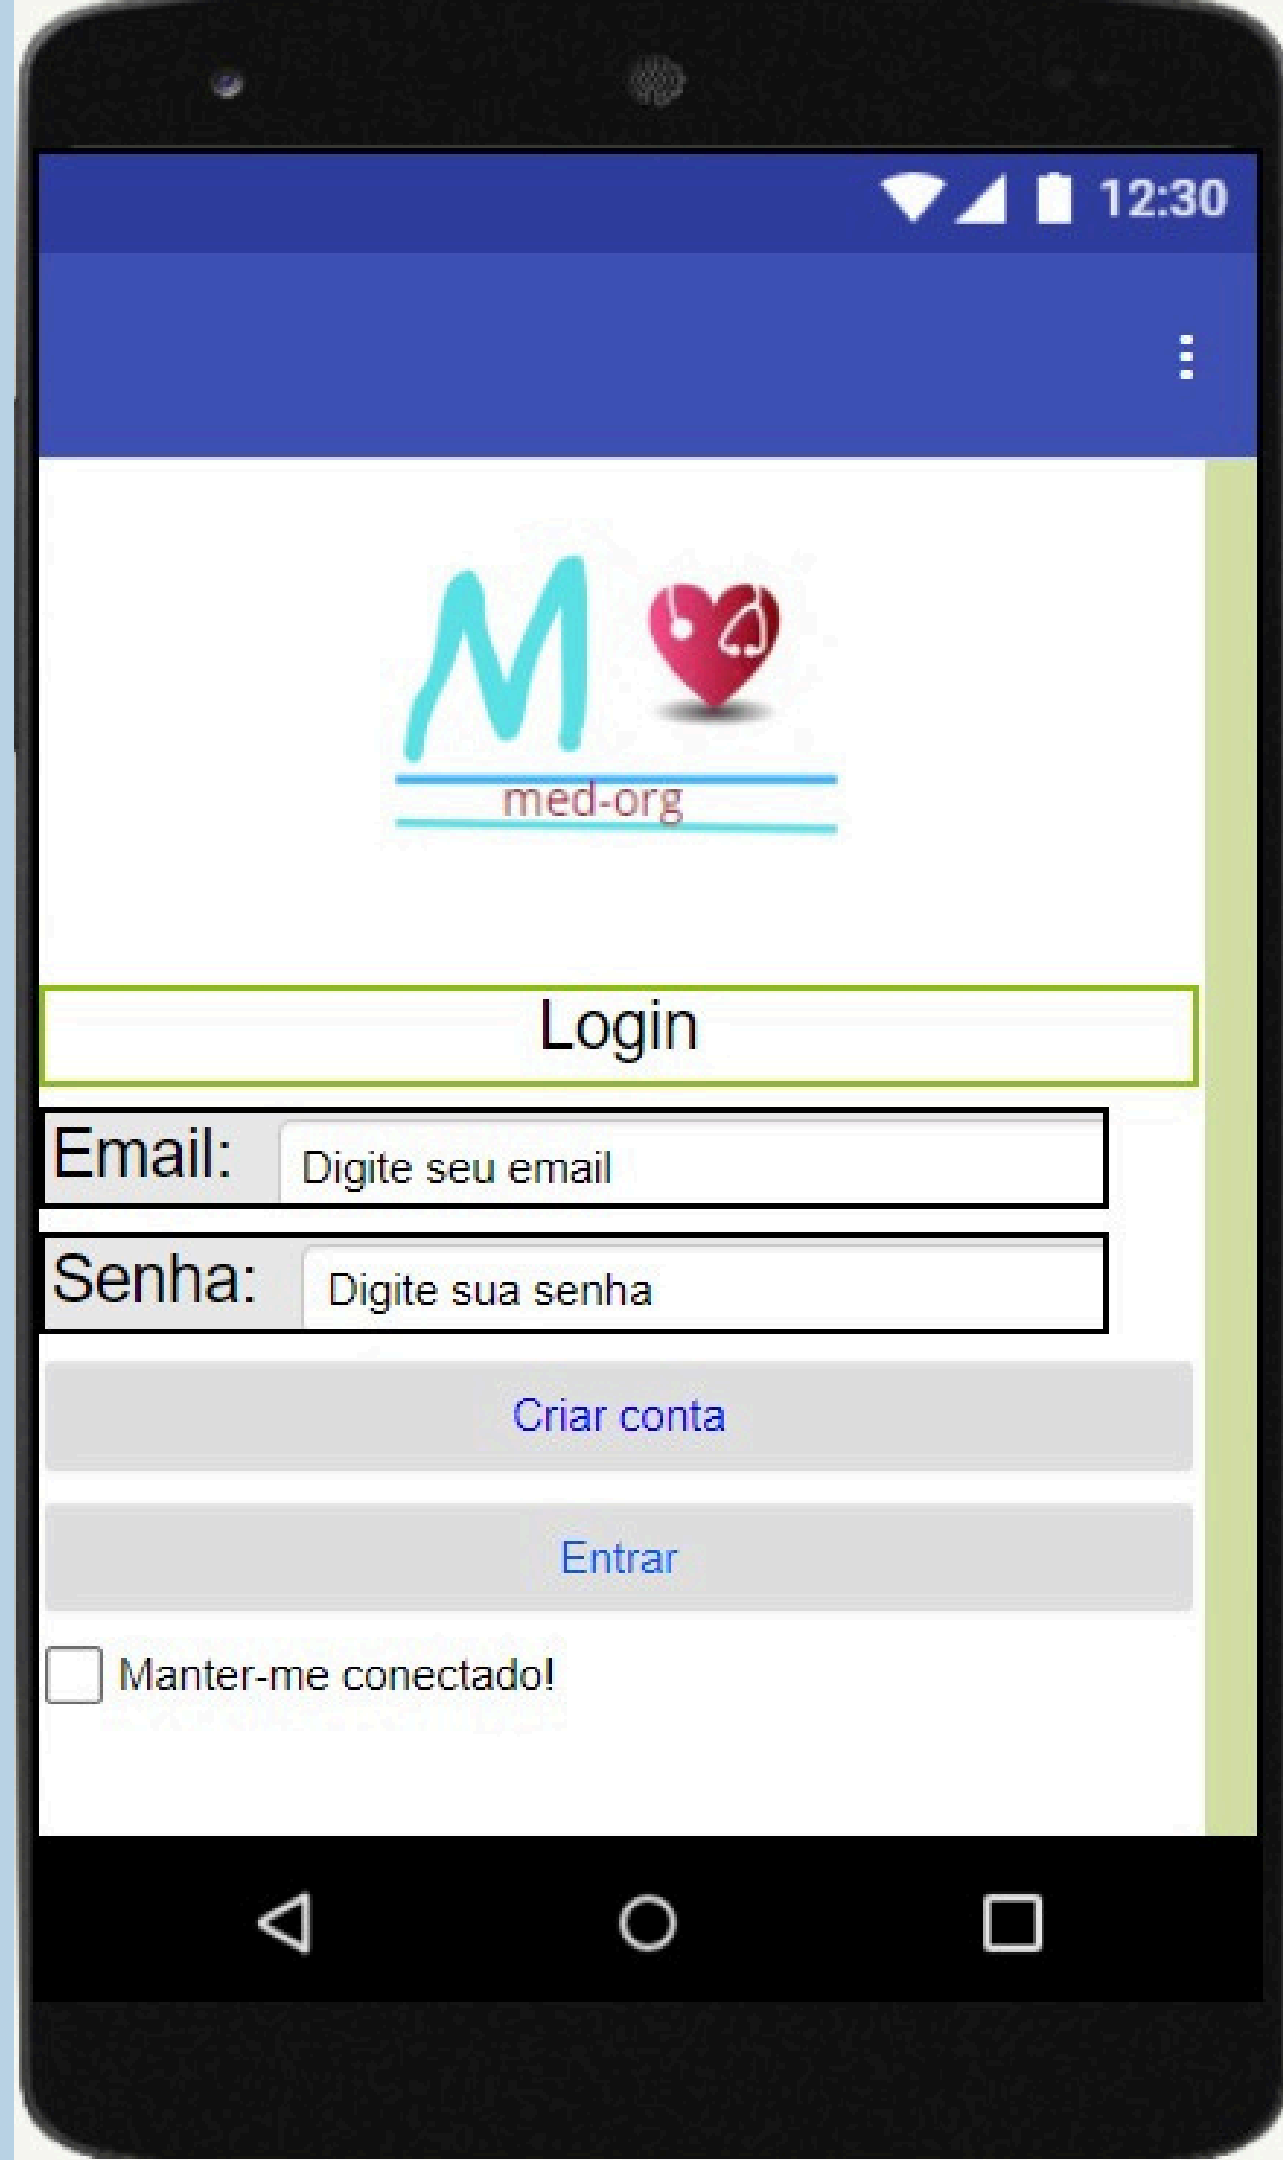 12:30
M
med-org
Login
Email: Digite seu email
Senha: Digite sua senha
Criar conta
Entrar
Manter-me conectado!